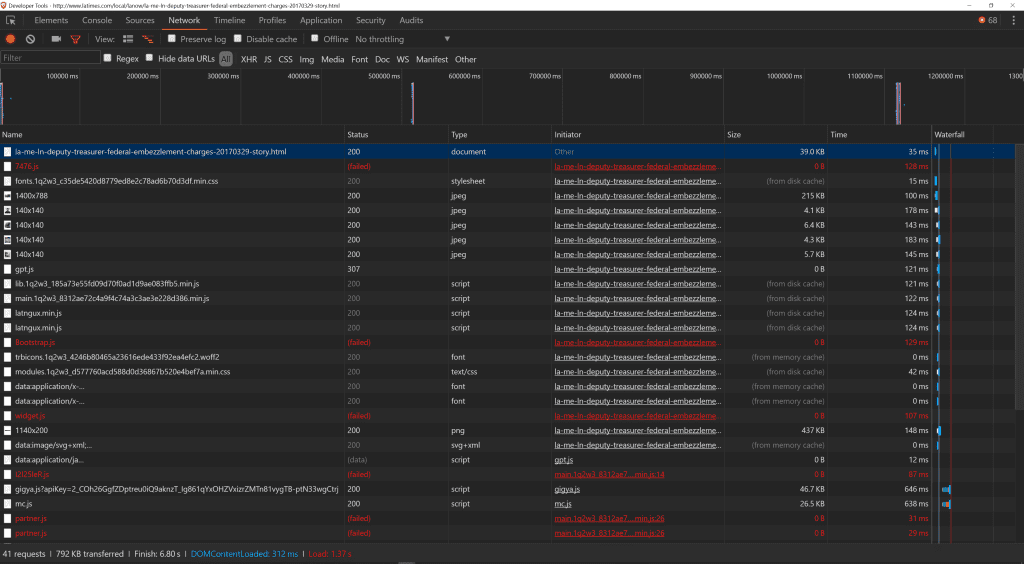 Developer Tools - http://www.latimes.com/local/lanow/la-me-ln-deputy-treasurer-federal-embezzlement-charges-20170329-story.html
Elements Console Sources Network Timeline Profiles Application Security Audits 68
View: Preserve log Disable cache Offline No throttling
Filter Regex Hide data URLs All XHR JS CSS Img Media Font Doc WS Manifest Other
100000 ms 200000 ms 300000 ms 400000 ms 500000 ms 600000 ms 700000 ms 800000 ms 900000 ms 1000000 ms 1100000 ms 1200000 ms 1300
Name Status Type Initiator Size Time Waterfall
la-me-ln-deputy-treasurer-federal-embezzlement-charges-20170329-story.html 200 document Other 39.0 KB 35 ms
7476.js (failed) la-me-ln-deputy-treasurer-federal-embezzleme... 0 B 128 ms
fonts.1q2w3_c35de5420d8779ed8e2c78ad6b70d3df.min.css 200 stylesheet la-me-ln-deputy-treasurer-federal-embezzleme... (from disk cache) 15 ms
1400x788 200 jpeg la-me-ln-deputy-treasurer-federal-embezzleme... 215 KB 100 ms
140x140 200 jpeg la-me-ln-deputy-treasurer-federal-embezzleme... 4.1 KB 178 ms
140x140 200 jpeg la-me-ln-deputy-treasurer-federal-embezzleme... 6.4 KB 143 ms
140x140 200 jpeg la-me-ln-deputy-treasurer-federal-embezzleme... 4.3 KB 183 ms
140x140 200 jpeg la-me-ln-deputy-treasurer-federal-embezzleme... 5.7 KB 145 ms
gpt.js 307 la-me-ln-deputy-treasurer-federal-embezzleme... 0 B 121 ms
lib.1q2w3_185a73e55fd09d70f0ad1d9ae083ffb5.min.js 200 script la-me-ln-deputy-treasurer-federal-embezzleme... (from disk cache) 121 ms
main.1q2w3_8312ae72c4a9f4c74a3c3ae3e228d386.min.js 200 script la-me-ln-deputy-treasurer-federal-embezzleme... (from disk cache) 122 ms
latngux.min.js 200 script la-me-ln-deputy-treasurer-federal-embezzleme... (from disk cache) 124 ms
latngux.min.js 200 script la-me-ln-deputy-treasurer-federal-embezzleme... (from disk cache) 124 ms
Bootstrap.js (failed) la-me-ln-deputy-treasurer-federal-embezzleme... 0 B 129 ms
trbicons.1q2w3_4246b80465a23616ede433f92ea4efc2.woff2 200 font la-me-ln-deputy-treasurer-federal-embezzleme... (from memory cache) 0 ms
modules.1q2w3_d577760acd588d0d36867b520e4bef7a.min.css 200 text/css la-me-ln-deputy-treasurer-federal-embezzleme... (from disk cache) 42 ms
data:application/x-... 200 font la-me-ln-deputy-treasurer-federal-embezzleme... (from memory cache) 0 ms
data:application/x-... 200 font la-me-ln-deputy-treasurer-federal-embezzleme... (from memory cache) 0 ms
widget.js (failed) la-me-ln-deputy-treasurer-federal-embezzleme... 0 B 107 ms
1140x200 200 png la-me-ln-deputy-treasurer-federal-embezzleme... 437 KB 148 ms
data:image/svg+xml;... 200 svg+xml la-me-ln-deputy-treasurer-federal-embezzleme... (from memory cache) 0 ms
data:application/ja... (data) script gpt.js 0 B 12 ms
(failed) main.1q2w3_8312ae7....min.js:14 0 B 87 ms
gigya.js?apiKey=2_COh26GgfZDptreu0iQ9aknzT_Ig861qYxOHZVxizrZMTn81vygT8-ptN33wgCtrj 200 script gigya.js 46.7 KB 646 ms
mc.js 200 script mc.js 26.5 KB 638 ms
partner.js (failed) main.1q2w3_8312ae7....min.js:26 0 B 31 ms
partner.js (failed) main.1q2w3_8312ae7....min.js:26 0 B 29 ms
41 requests | 792 KB transferred | Finish: 6.80 s | DOMContentLoaded: 312 ms | Load: 1.37 s